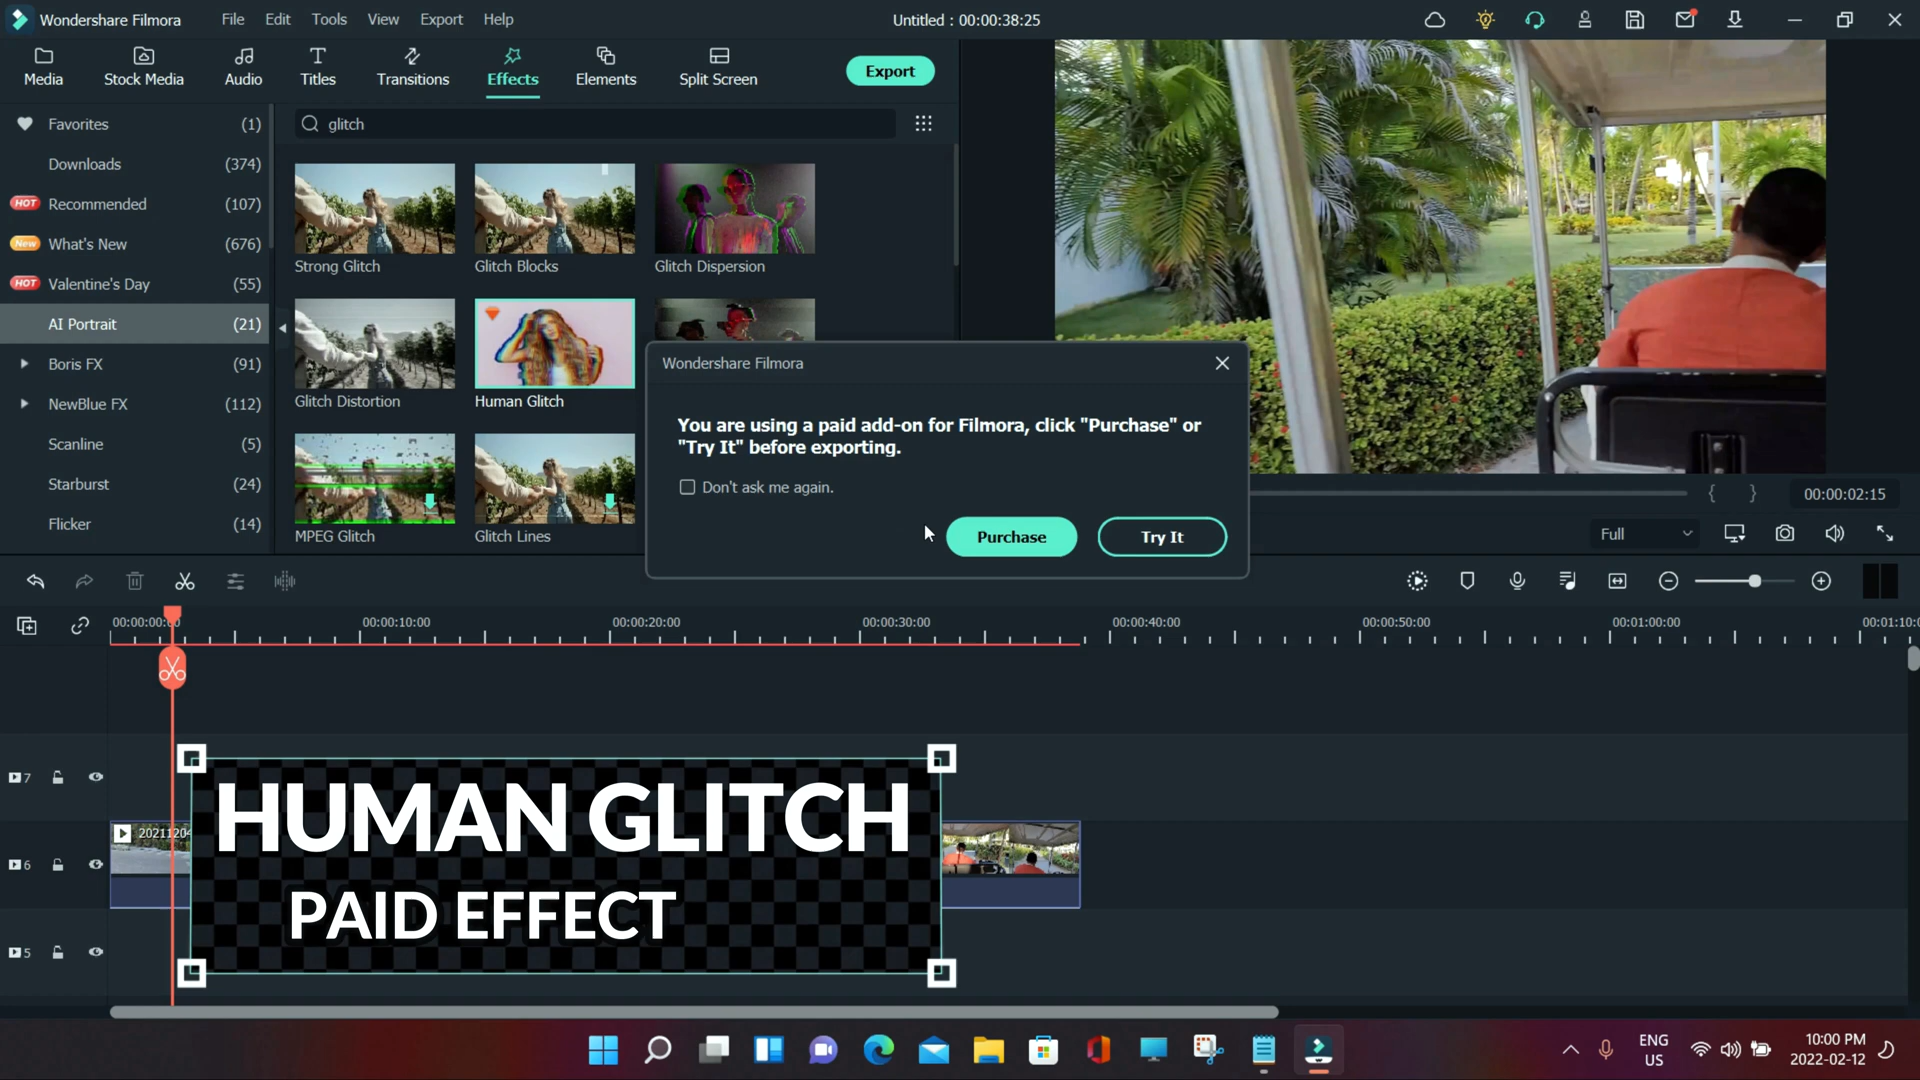 Wondershare Filmora
File
Edit
Tools
View
Export
Help
Untitled : 00:00:38:25
Media
Stock Media
Audio
Titles
Transitions
Effects
Elements
Split Screen
Export
Favorites (1)
Downloads (374)
HOT Recommended (107)
New What's New (676)
HOT Valentine's Day (55)
AI Portrait (21)
Boris FX (91)
NewBlue FX (112)
Scanline (5)
Starburst (24)
Flicker (14)
glitch
Strong Glitch
Glitch Blocks
Glitch Dispersion
Glitch Distortion
Human Glitch
MPEG Glitch
Glitch Lines
Wondershare Filmora
You are using a paid add-on for Filmora, click "Purchase" or
"Try It" before exporting.
Don't ask me again.
Purchase
Try It
{ }
00:00:02:15
Full
00:00:00:00
00:00:10:00
00:00:20:00
00:00:30:00
00:00:40:00
00:00:50:00
00:01:00:00
00:01:10:0
7
6
5
2021120
HUMAN GLITCH
PAID EFFECT
ENG
US
10:00 PM
2022-02-12